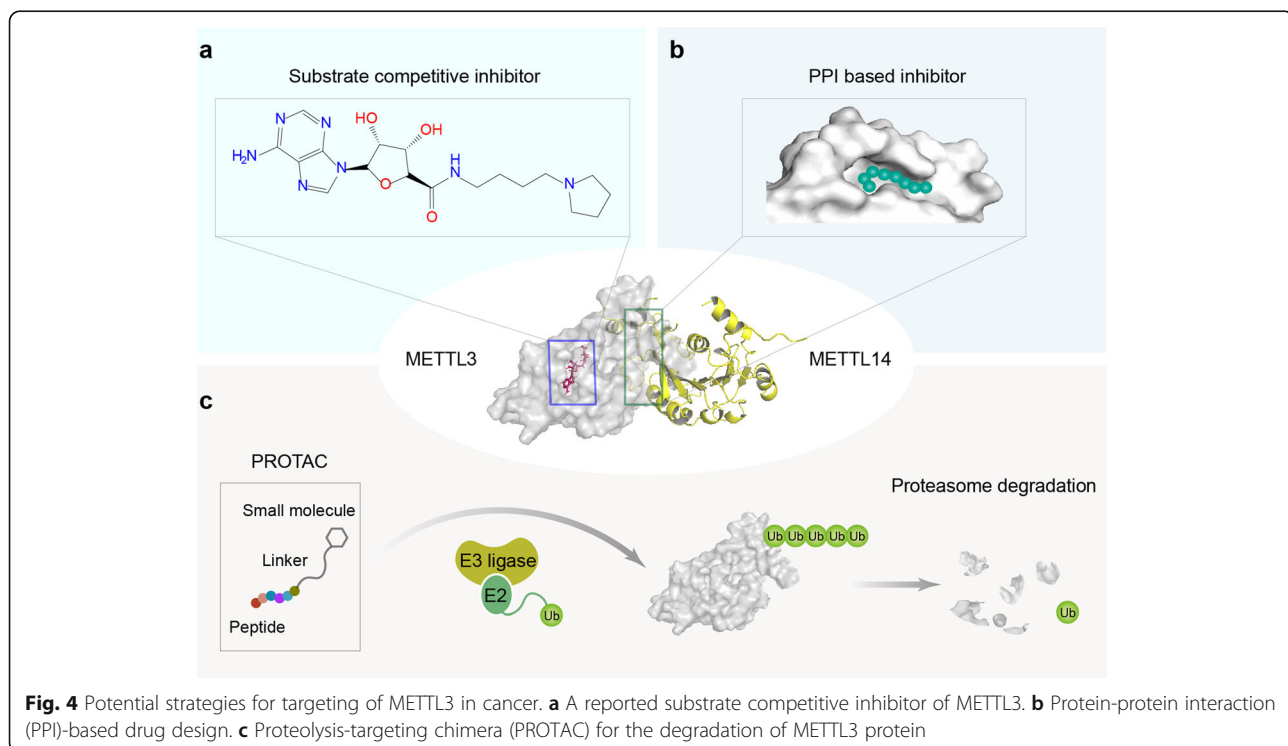 a
Substrate competitive inhibitor
N
N
HO
OH
H₂N
N
N
N
O
H
N
O
N
b
PPI based inhibitor
METTL3
METTL14
c
PROTAC
Small molecule
Linker
Peptide
E3 ligase
E2
Ub
Ub Ub Ub Ub Ub
Proteasome degradation
Ub
Fig. 4 Potential strategies for targeting of METTL3 in cancer. a A reported substrate competitive inhibitor of METTL3. b Protein-protein interaction
(PPI)-based drug design. c Proteolysis-targeting chimera (PROTAC) for the degradation of METTL3 protein